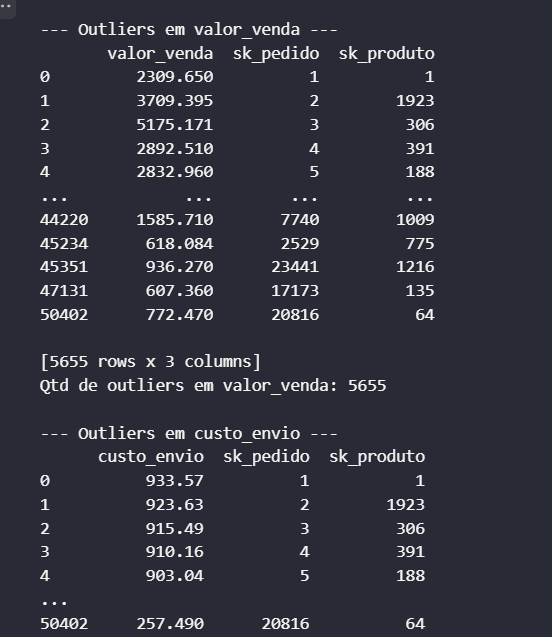 --- Outliers em valor_venda ---
valor_venda sk_pedido sk_produto
0 2309.650 1 1
1 3709.395 2 1923
2 5175.171 3 306
3 2892.510 4 391
4 2832.960 5 188
... ... ... ...
44220 1585.710 7740 1009
45234 618.084 2529 775
45351 936.270 23441 1216
47131 607.360 17173 135
50402 772.470 20816 64
[5655 rows x 3 columns]
Qtd de outliers em valor_venda: 5655
--- Outliers em custo_envio ---
custo_envio sk_pedido sk_produto
0 933.57 1 1
1 923.63 2 1923
2 915.49 3 306
3 910.16 4 391
4 903.04 5 188
...
50402 257.490 20816 64